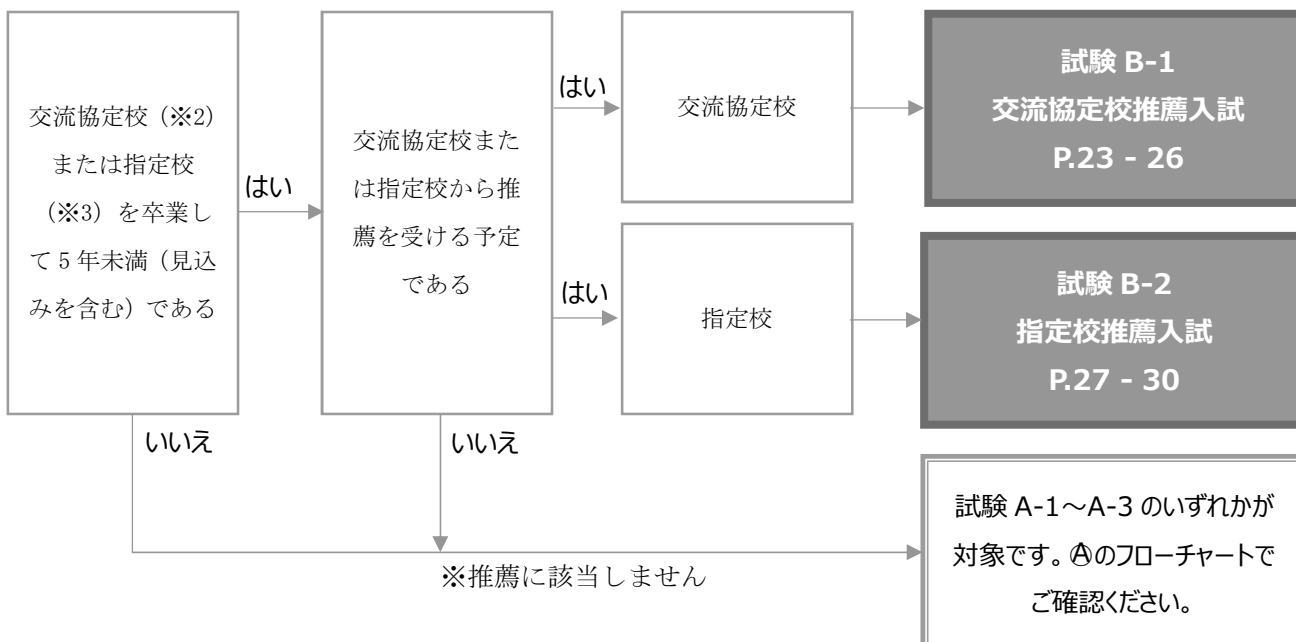 交流協定校（※2）
または指定校
（※3）を卒業し
て 5 年未満（見込
みを含む）である
はい
いいえ
交流協定校また
は指定校から推
薦を受ける予定
である
はい
はい
いいえ
交流協定校
指定校
試験 B-1
交流協定校推薦入試
P.23 - 26
試験 B-2
指定校推薦入試
P.27 - 30
※推薦に該当しません
試験 A-1～A-3 のいずれかが
対象です。Ⓐのフローチャートで
ご確認ください。